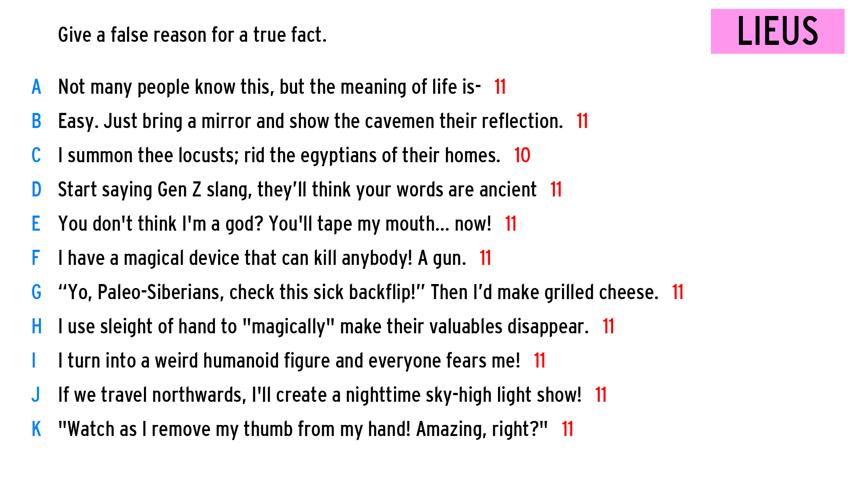 Give a false reason for a true fact.
LIEUS
A Not many people know this, but the meaning of life is- 11
B Easy. Just bring a mirror and show the cavemen their reflection. 11
C I summon thee locusts; rid the egyptians of their homes. 10
D Start saying Gen Z slang, they'll think your words are ancient 11
E You don't think I'm a god? You'll tape my mouth... now! 11
F I have a magical device that can kill anybody! A gun. 11
G “Yo, Paleo-Siberians, check this sick backflip!” Then I'd make grilled cheese. 11
H I use sleight of hand to "magically" make their valuables disappear. 11
I I turn into a weird humanoid figure and everyone fears me! 11
J If we travel northwards, I'll create a nighttime sky-high light show! 11
K "Watch as I remove my thumb from my hand! Amazing, right?" 11